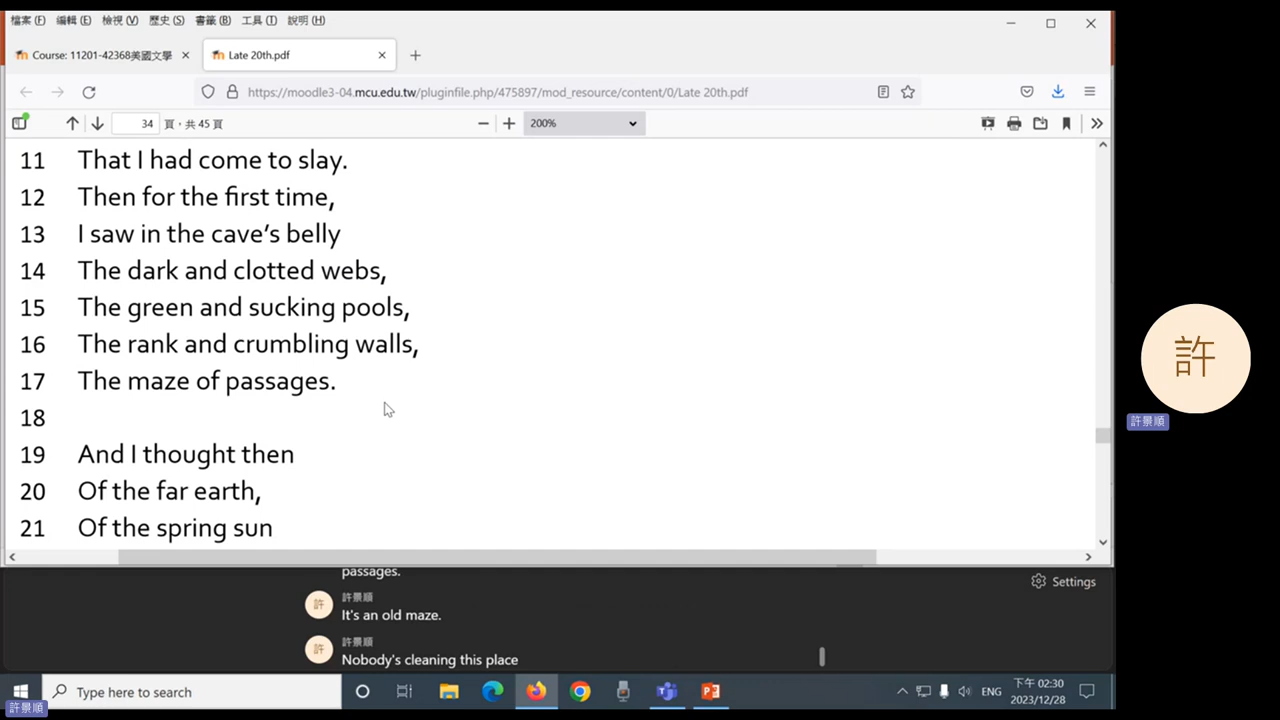 檔案 (F) 編輯 (E) 檢視 (V) 歷史 (S) 書籤 (B) 工具 (T) 說明 (H)
Course: 11201-42368美國文學
Late 20th.pdf
https://moodle3-04.mcu.edu.tw/pluginfile.php/475897/mod_resource/content/0/Late 20th.pdf
34 頁，共 45 頁
200%
11 That I had come to slay.
12 Then for the first time,
13 I saw in the cave’s belly
14 The dark and clotted webs,
15 The green and sucking pools,
16 The rank and crumbling walls,
17 The maze of passages.
18
19 And I thought then
20 Of the far earth,
21 Of the spring sun
許
許景順
passages.
Settings
許 許景順
It's an old maze.
許 許景順
Nobody's cleaning this place
Type here to search
ENG
下午 02:30
2023/12/28
許景順